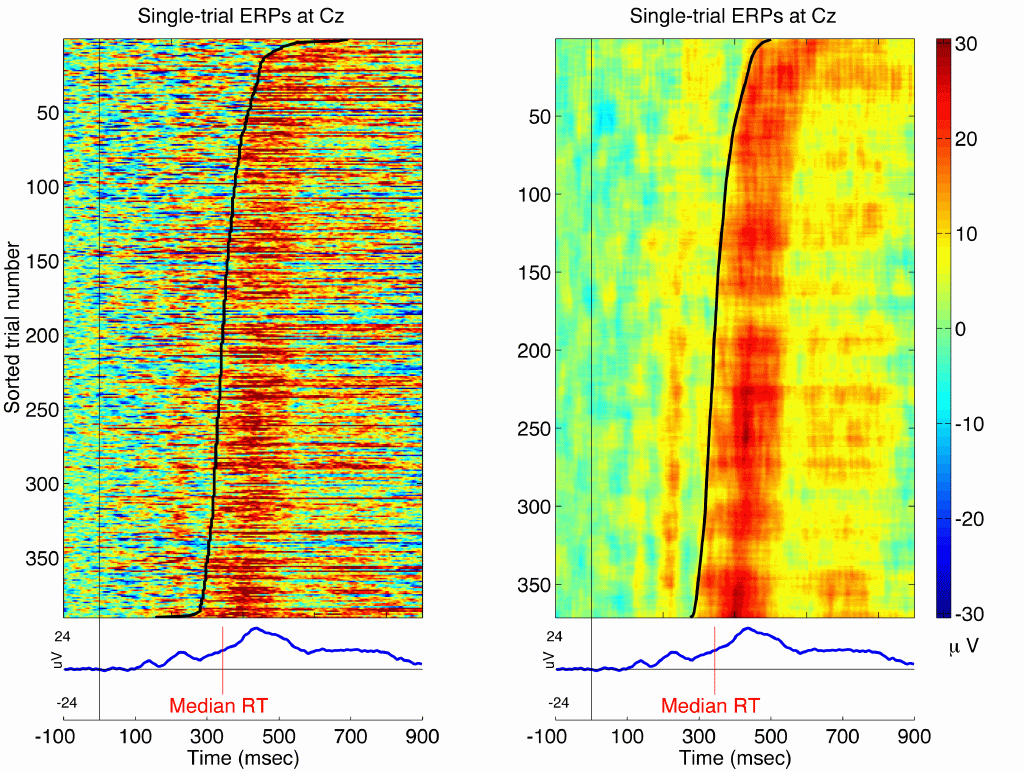 Single-trial ERPs at Cz
Single-trial ERPs at Cz
Sorted trial number
50
100
150
200
250
300
350
50
100
150
200
250
300
350
30
20
10
0
-10
-20
-30
μ V
24
uV
-24
Median RT
24
uV
-24
Median RT
-100 100 300 500 700 900
Time (msec)
-100 100 300 500 700 900
Time (msec)